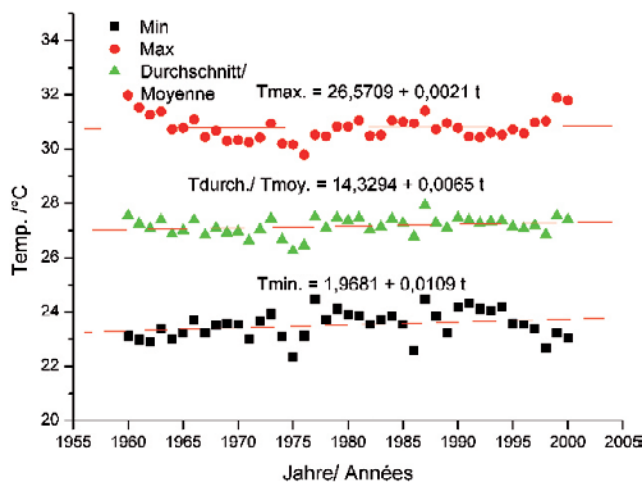 Min
Max
Durchschnitt/
Moyenne
Tmax. = 26,5709 + 0,0021 t
Tdurch./ Tmoy. = 14,3294 + 0,0065 t
Tmin. = 1,9681 + 0,0109 t
Temp. /°C
34
32
30
28
26
24
22
20
1955 1960 1965 1970 1975 1980 1985 1990 1995 2000 2005
Jahre/ Années